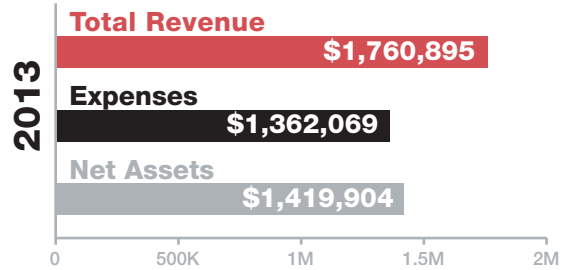 2013
Total Revenue
$1,760,895
Expenses
$1,362,069
Net Assets
$1,419,904
0 500K 1M 1.5M 2M